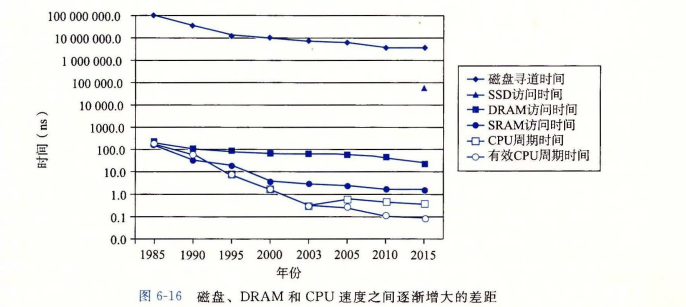 100 000 000.0
10 000 000.0
1 000 000.0
100 000.0
10 000.0
1000.0
100.0
10.0
1.0
0.1
0.0
时间（ns）
1985 1990 1995 2000 2003 2005 2010 2015
年份
磁盘寻道时间
SSD访问时间
DRAM访问时间
SRAM访问时间
CPU周期时间
有效CPU周期时间
图 6-16 磁盘、DRAM 和 CPU 速度之间逐渐增大的差距